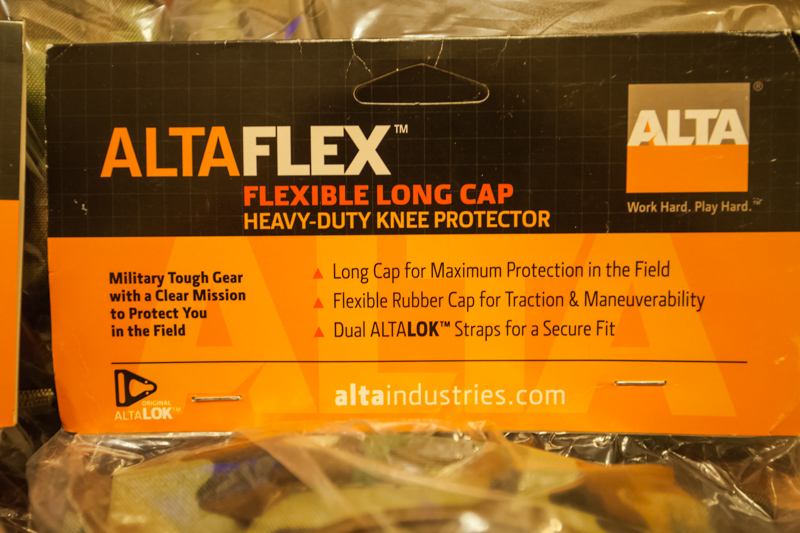 ALTAFLEX™
FLEXIBLE LONG CAP
HEAVY-DUTY KNEE PROTECTOR
ALTA®
Work Hard. Play Hard.™
Military Tough Gear
with a Clear Mission
to Protect You
in the Field
▲ Long Cap for Maximum Protection in the Field
▲ Flexible Rubber Cap for Traction & Maneuverability
▲ Dual ALTALOK™ Straps for a Secure Fit
ORIGINAL
ALTALOK™
altaindustries.com
ALTA